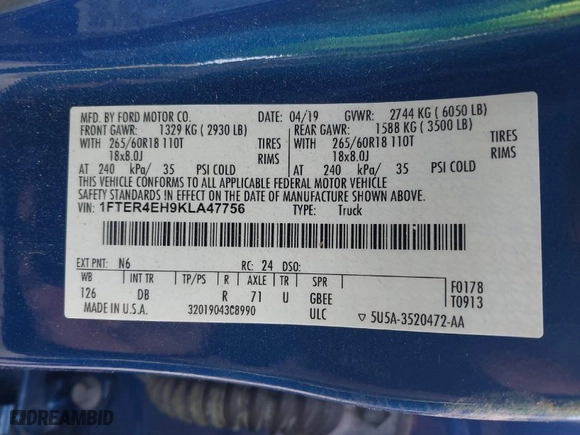 MFD. BY FORD MOTOR CO. DATE: 04/19 GVWR: 2744 KG ( 6050 LB)
FRONT GAWR: 1329 KG ( 2930 LB) REAR GAWR: 1588 KG ( 3500 LB)
WITH 265/60R18 110T TIRES WITH 265/60R18 110T TIRES
18x8.0J RIMS 18x8.0J RIMS
AT 240 kPa/ 35 PSI COLD AT 240 kPa/ 35 PSI COLD
THIS VEHICLE CONFORMS TO ALL APPLICABLE FEDERAL MOTOR VEHICLE
SAFETY STANDARDS IN EFFECT ON THE DATE OF MANUFACTURE SHOWN ABOVE.
VIN: 1FTER4EH9KLA47756 TYPE: Truck
EXT PNT: N6 RC: 24 DSO:
WB INT TR TP/PS R AXLE TR SPR F0178
126 DB R 71 U GBEE T0913
MADE IN U.S.A. 32019043C8990 ULC ▽ 5U5A-3520472-AA
DREAMBID